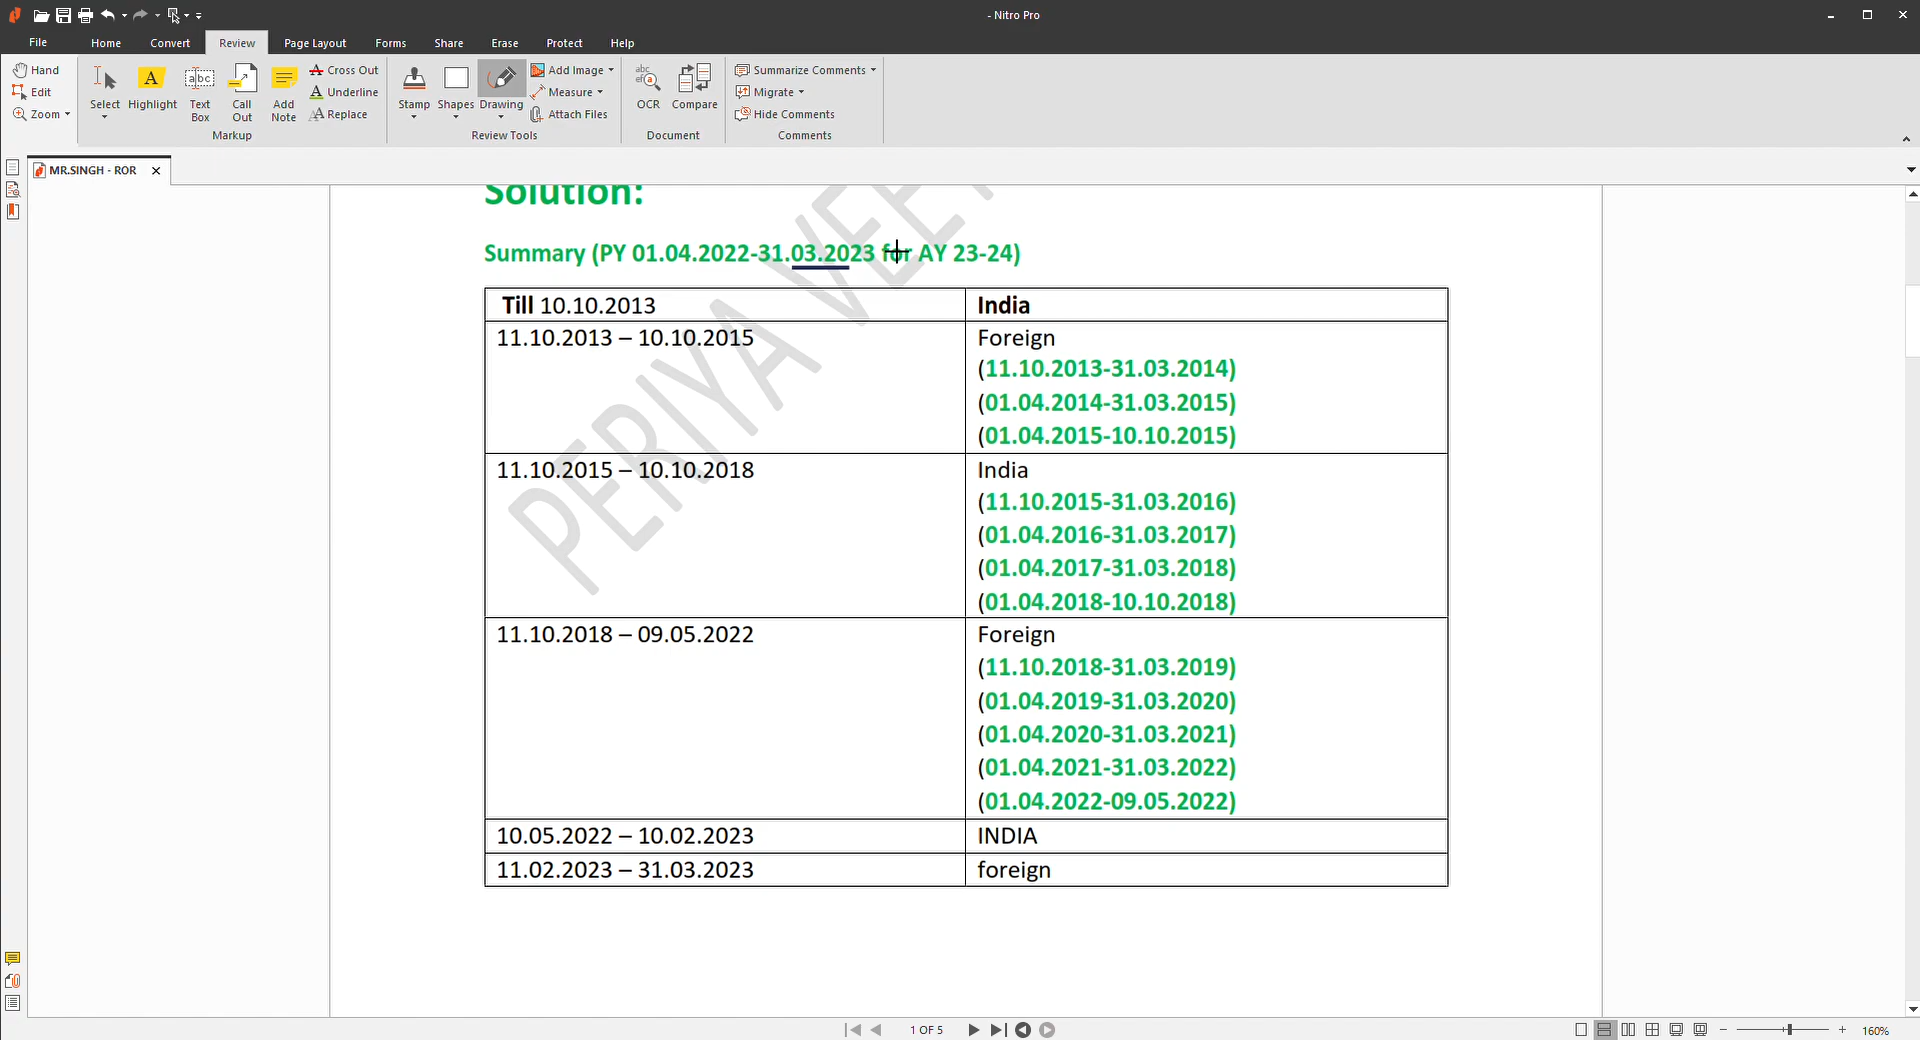 - Nitro Pro
File Home Convert Review Page Layout Forms Share Erase Protect Help
Hand
Edit
Zoom
Select
Highlight
Text Box
Call Out
Add Note
Cross Out
Underline
Replace
Markup
Stamp
Shapes
Drawing
Add Image
Measure
Attach Files
Review Tools
OCR
Compare
Document
Summarize Comments
Migrate
Hide Comments
Comments
MR.SINGH - ROR
Solution:
Summary (PY 01.04.2022-31.03.2023 for AY 23-24)
Till 10.10.2013 India
11.10.2013 – 10.10.2015 Foreign
(11.10.2013-31.03.2014)
(01.04.2014-31.03.2015)
(01.04.2015-10.10.2015)
11.10.2015 – 10.10.2018 India
(11.10.2015-31.03.2016)
(01.04.2016-31.03.2017)
(01.04.2017-31.03.2018)
(01.04.2018-10.10.2018)
11.10.2018 – 09.05.2022 Foreign
(11.10.2018-31.03.2019)
(01.04.2019-31.03.2020)
(01.04.2020-31.03.2021)
(01.04.2021-31.03.2022)
(01.04.2022-09.05.2022)
10.05.2022 – 10.02.2023 INDIA
11.02.2023 – 31.03.2023 foreign
PERIYA
1 OF 5
160%